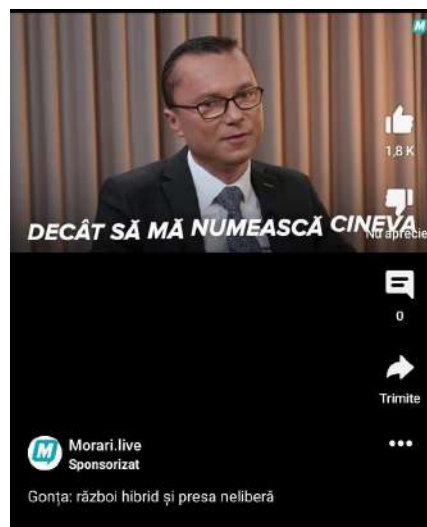 M
1,8 K
DECÂT SĂ MĂ NUMEASCĂ CINEVA
Nu aprecie
0
Trimite
M
Morari.live
Sponsorizat
Gonța: război hibrid și presa neliberă